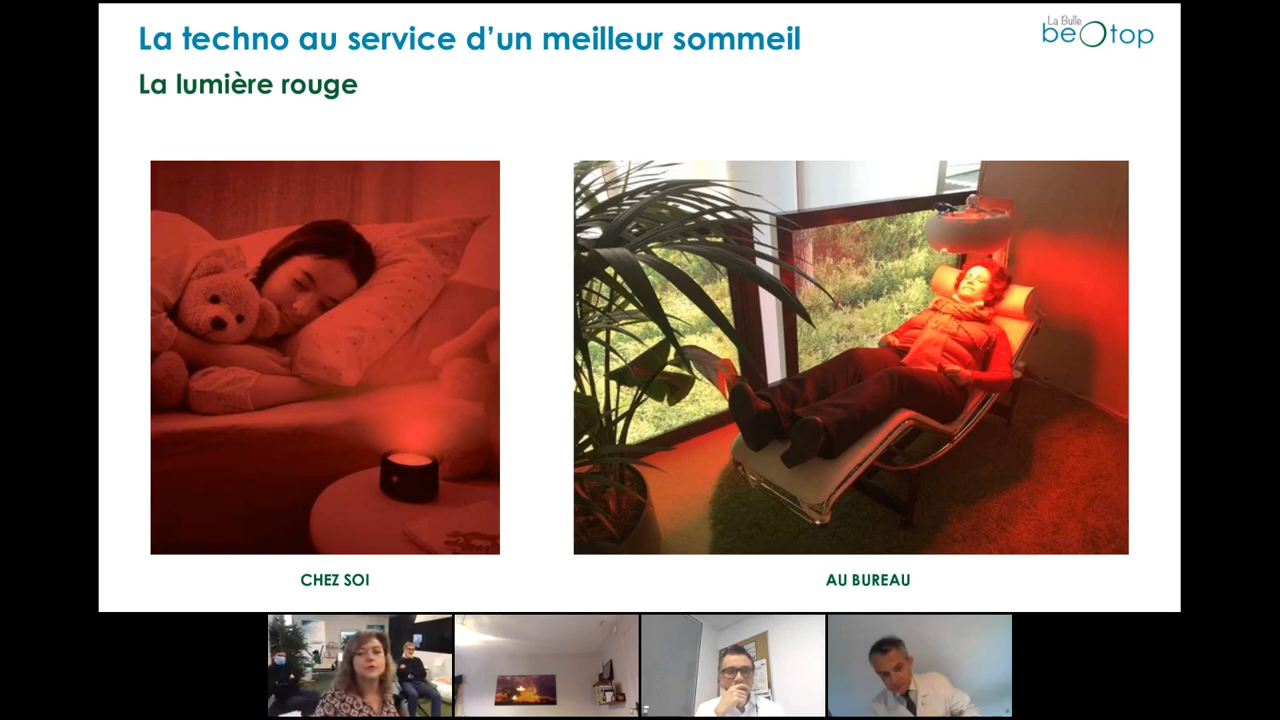 La techno au service d'un meilleur sommeil
La Bulle
beOtop
La lumière rouge
CHEZ SOI
AU BUREAU